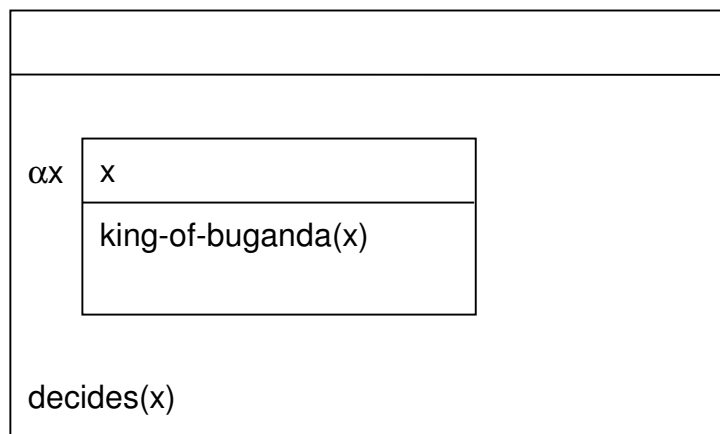 αx x
king-of-buganda(x)
decides(x)